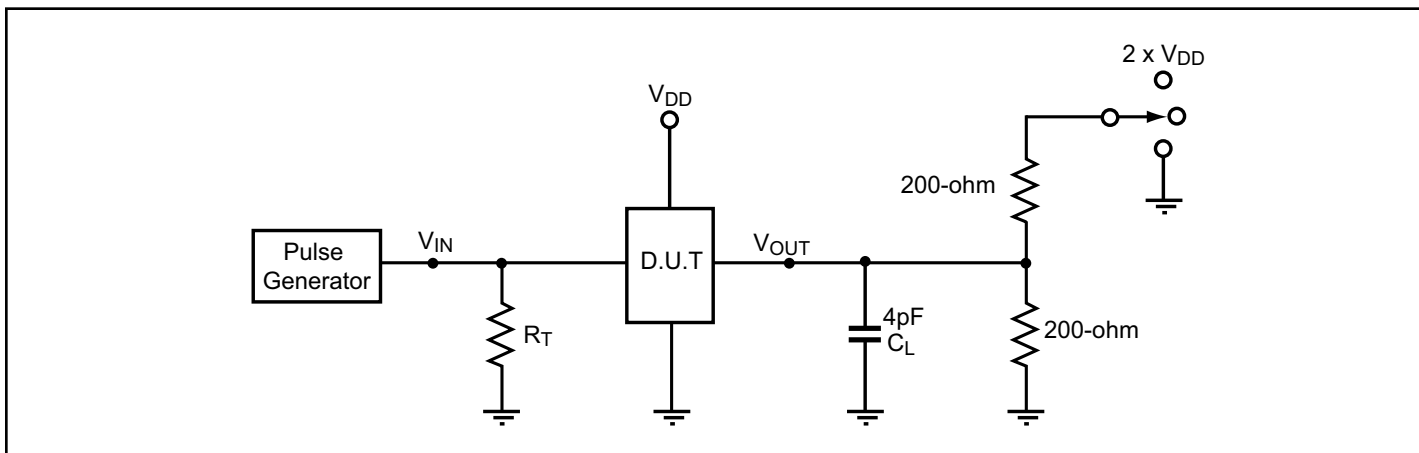 2 x VDD
VDD
200-ohm
Pulse
Generator
VIN
D.U.T
VOUT
RT
4pF
CL
200-ohm